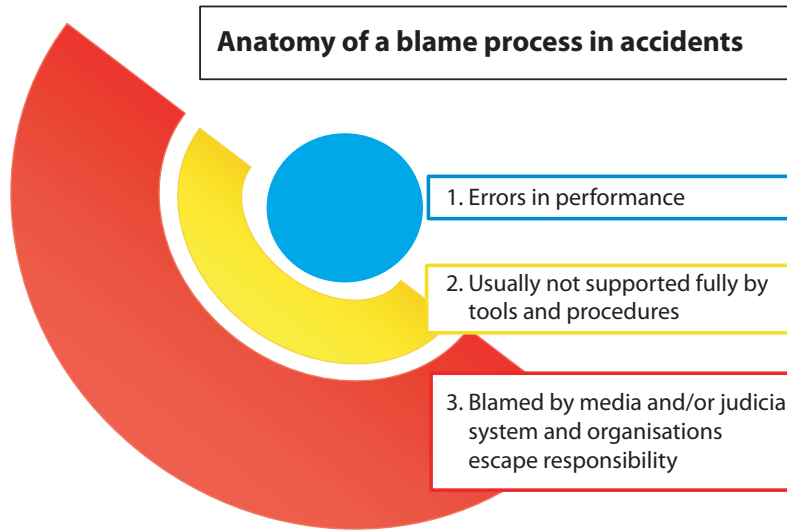 Anatomy of a blame process in accidents
1. Errors in performance
2. Usually not supported fully by
tools and procedures
3. Blamed by media and/or judicia
system and organisations
escape responsibility